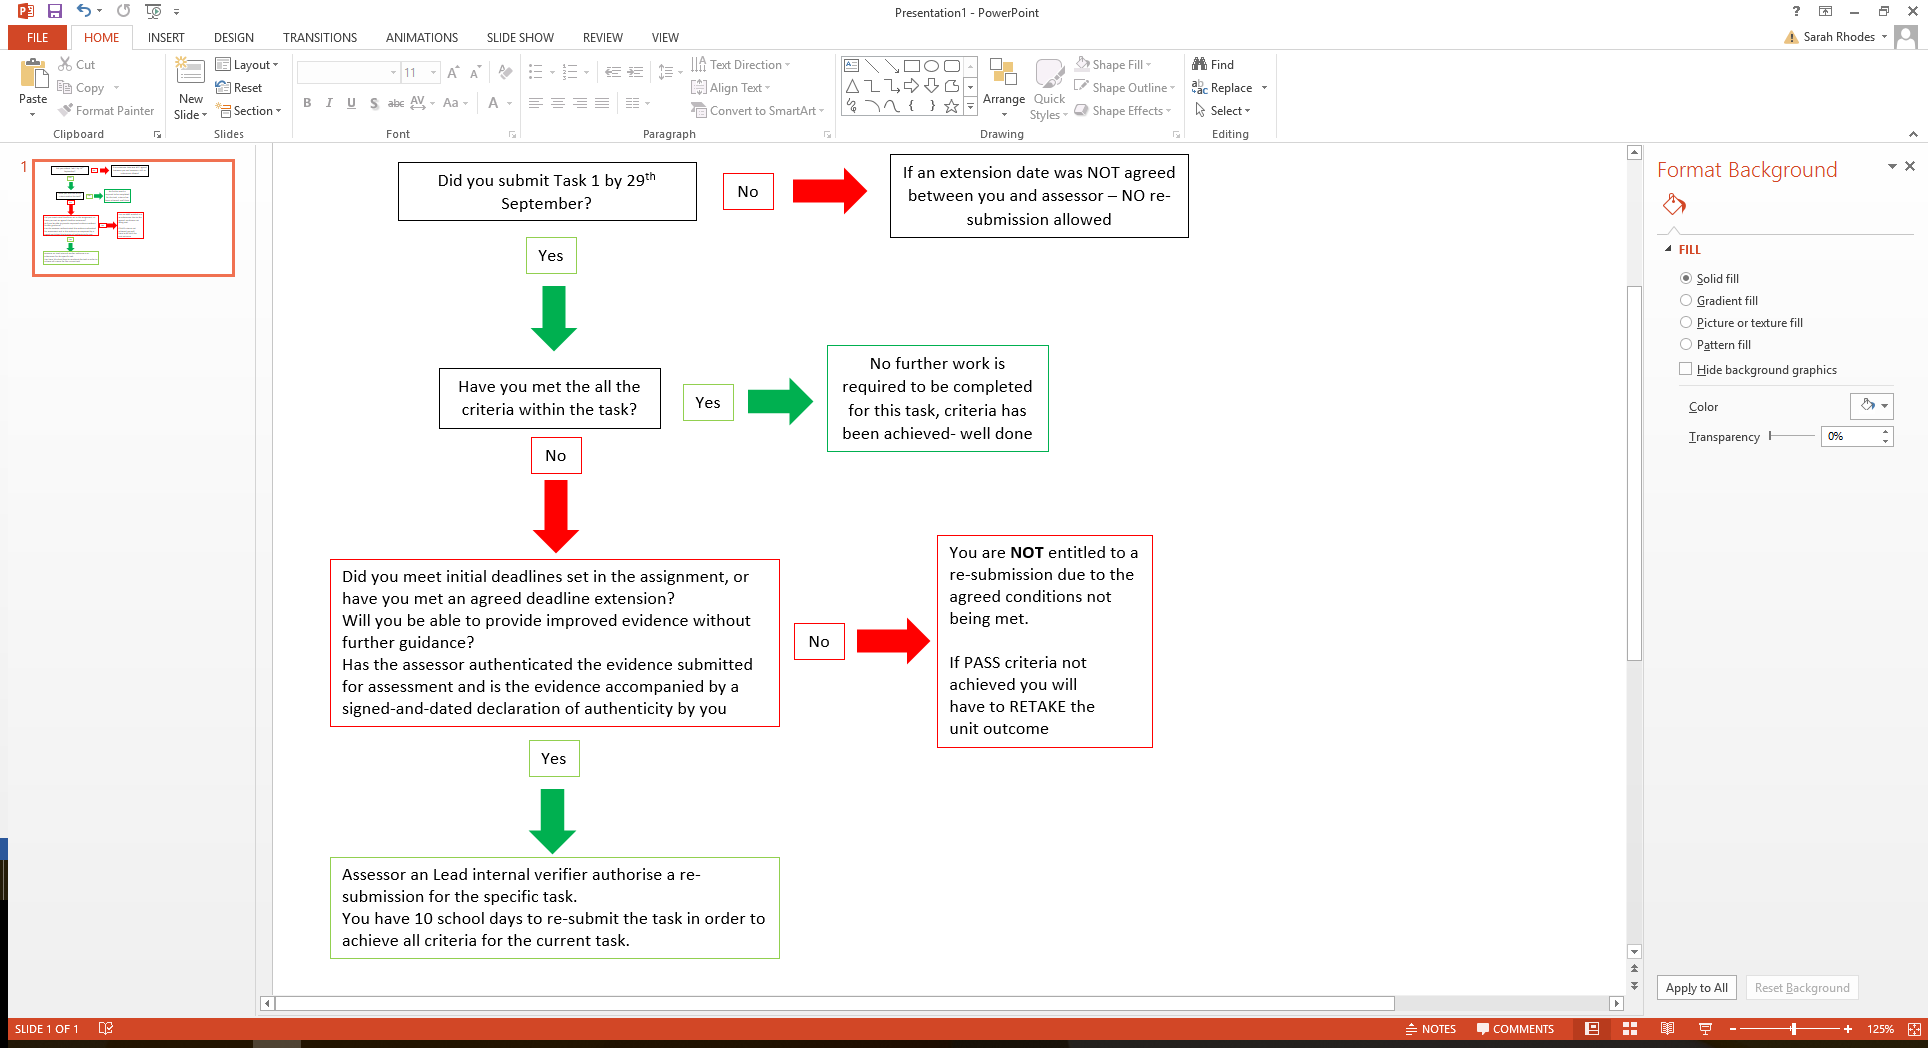 Presentation1 - PowerPoint
?
FILE HOME INSERT DESIGN TRANSITIONS ANIMATIONS SLIDE SHOW REVIEW VIEW
Sarah Rhodes
Paste
Cut
Copy
Format Painter
Clipboard
New
Slide
Layout
Reset
Section
Slides
11
B I U S abc AV Aa A
Font
Text Direction
Align Text
Convert to SmartArt
Paragraph
Arrange
Quick
Styles
Shape Fill
Shape Outline
Shape Effects
Drawing
Find
Replace
Select
Editing
1
Did you submit Task 1 by 29th
September?
No
If an extension date was NOT agreed
between you and assessor – NO re-
submission allowed
Yes
Have you met the all the
criteria within the task?
Yes
No further work is
required to be completed
for this task, criteria has
been achieved- well done
No
Did you meet initial deadlines set in the assignment, or
have you met an agreed deadline extension?
Will you be able to provide improved evidence without
further guidance?
Has the assessor authenticated the evidence submitted
for assessment and is the evidence accompanied by a
signed-and-dated declaration of authenticity by you
No
You are NOT entitled to a
re-submission due to the
agreed conditions not
being met.
If PASS criteria not
achieved you will
have to RETAKE the
unit outcome
Yes
Assessor an Lead internal verifier authorise a re-
submission for the specific task.
You have 10 school days to re-submit the task in order to
achieve all criteria for the current task.
Format Background
FILL
Solid fill
Gradient fill
Picture or texture fill
Pattern fill
Hide background graphics
Color
Transparency 0%
Apply to All Reset Background
SLIDE 1 OF 1
NOTES COMMENTS 125%